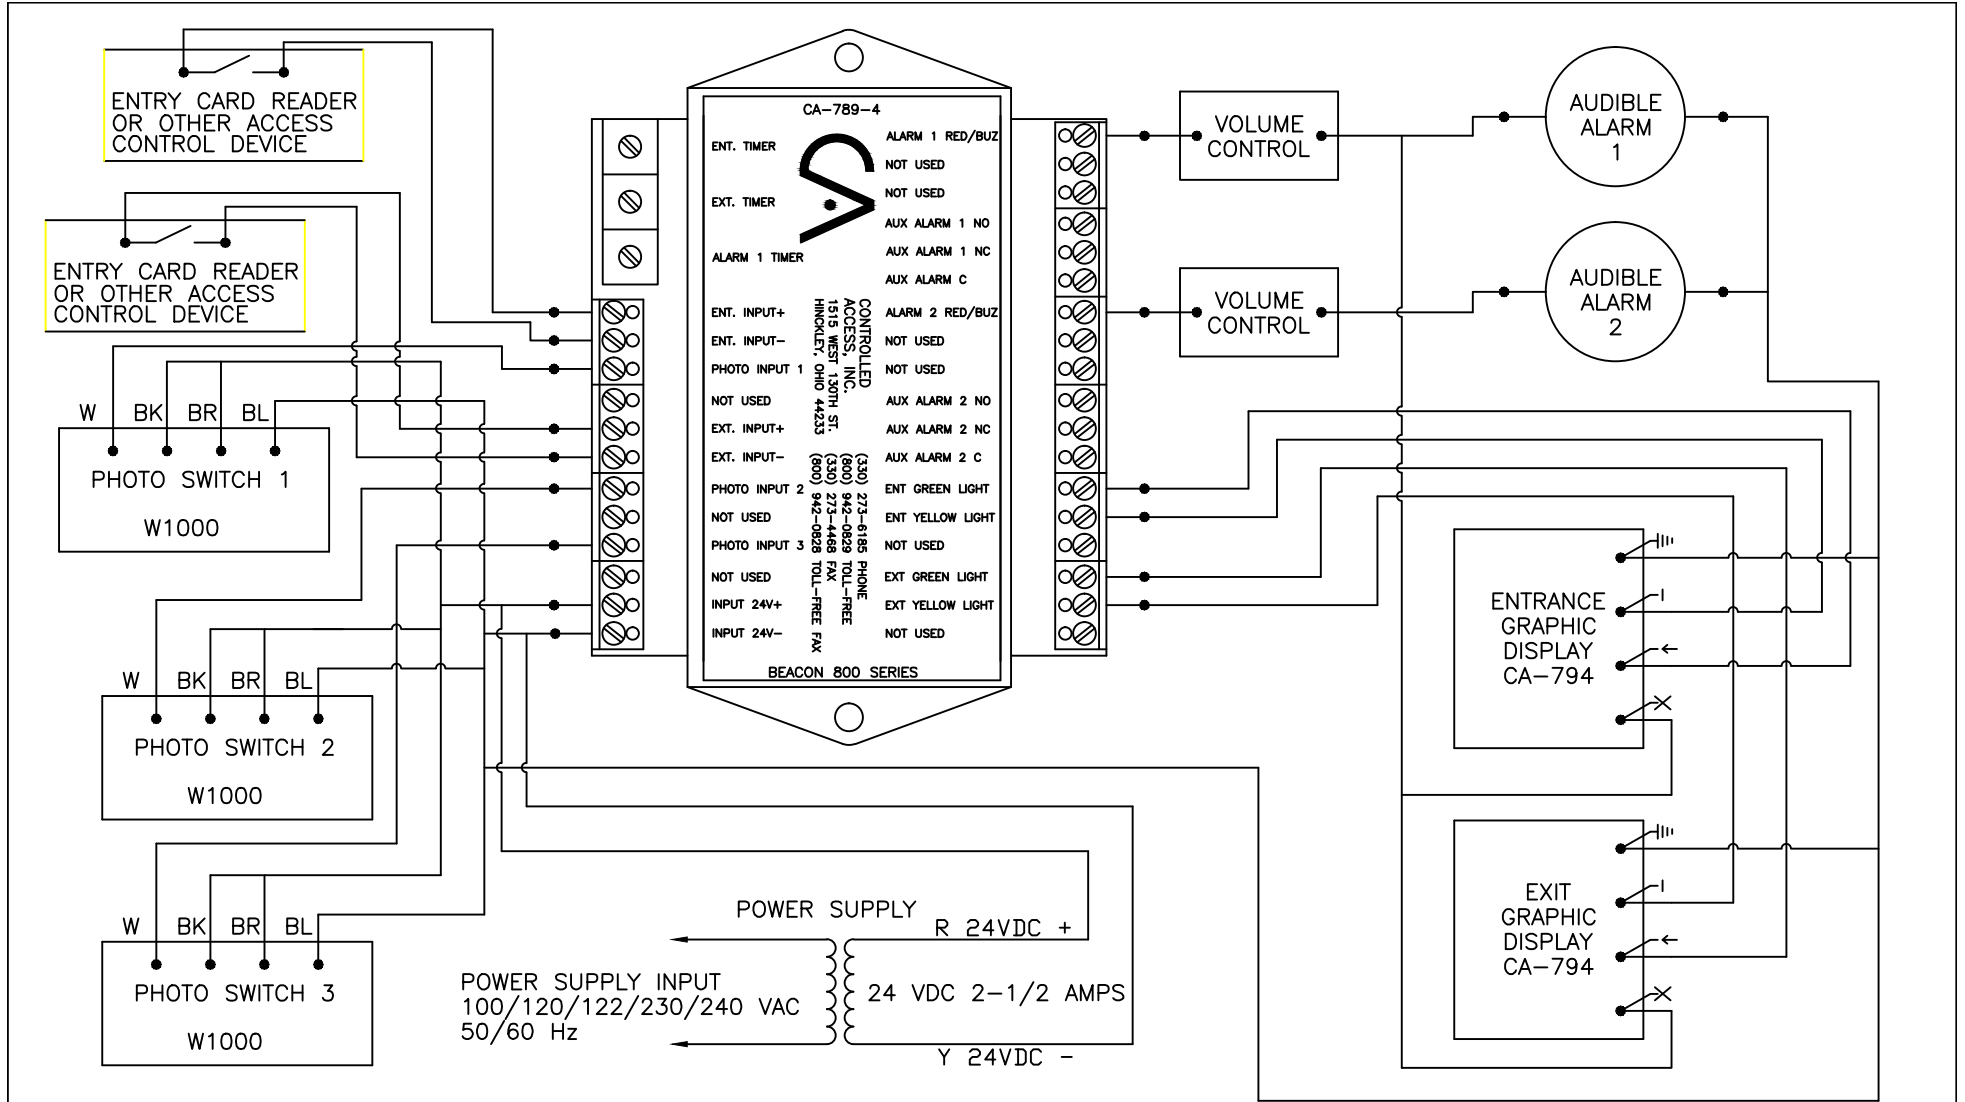 ENTRY CARD READER
OR OTHER ACCESS
CONTROL DEVICE
ENTRY CARD READER
OR OTHER ACCESS
CONTROL DEVICE
W BK BR BL
PHOTO SWITCH 1
W1000
W BK BR BL
PHOTO SWITCH 2
W1000
W BK BR BL
PHOTO SWITCH 3
W1000
CA-789-4
ENT. TIMER
EXT. TIMER
ALARM 1 TIMER
ENT. INPUT+
ENT. INPUT-
PHOTO INPUT 1
NOT USED
EXT. INPUT+
EXT. INPUT-
PHOTO INPUT 2
NOT USED
PHOTO INPUT 3
NOT USED
INPUT 24V+
INPUT 24V-
CONTROLLED
ACCESS, INC.
1515 WEST 130TH ST.
HINCKLEY, OHIO 44233
(330) 273-6185 PHONE
(800) 942-0829 TOLL-FREE
(330) 273-4468 FAX
(800) 942-0828 TOLL-FREE FAX
ALARM 1 RED/BUZ
NOT USED
NOT USED
AUX ALARM 1 NO
AUX ALARM 1 NC
AUX ALARM C
ALARM 2 RED/BUZ
NOT USED
NOT USED
AUX ALARM 2 NO
AUX ALARM 2 NC
AUX ALARM 2 C
ENT GREEN LIGHT
ENT YELLOW LIGHT
NOT USED
EXT GREEN LIGHT
EXT YELLOW LIGHT
NOT USED
BEACON 800 SERIES
VOLUME
CONTROL
AUDIBLE
ALARM
1
VOLUME
CONTROL
AUDIBLE
ALARM
2
ENTRANCE
GRAPHIC
DISPLAY
CA-794
EXIT
GRAPHIC
DISPLAY
CA-794
POWER SUPPLY
R 24VDC +
POWER SUPPLY INPUT
100/120/122/230/240 VAC
50/60 Hz
24 VDC 2-1/2 AMPS
Y 24VDC -